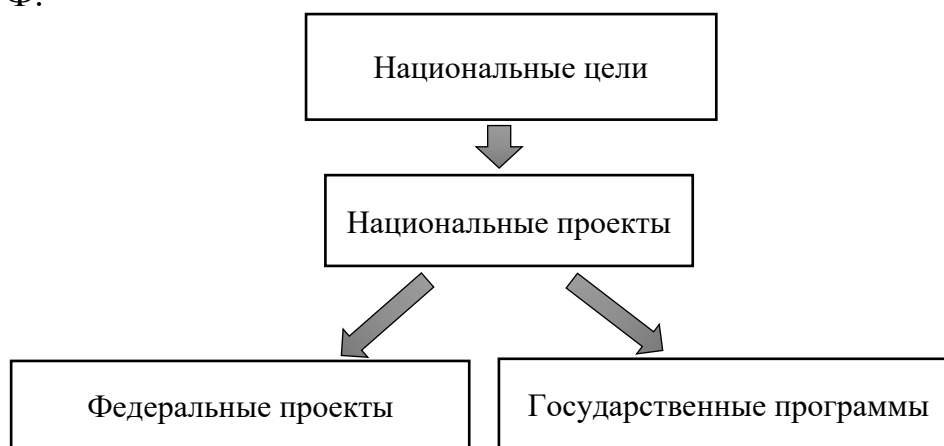 Ф.
Национальные цели
Национальные проекты
Федеральные проекты
Государственные программы